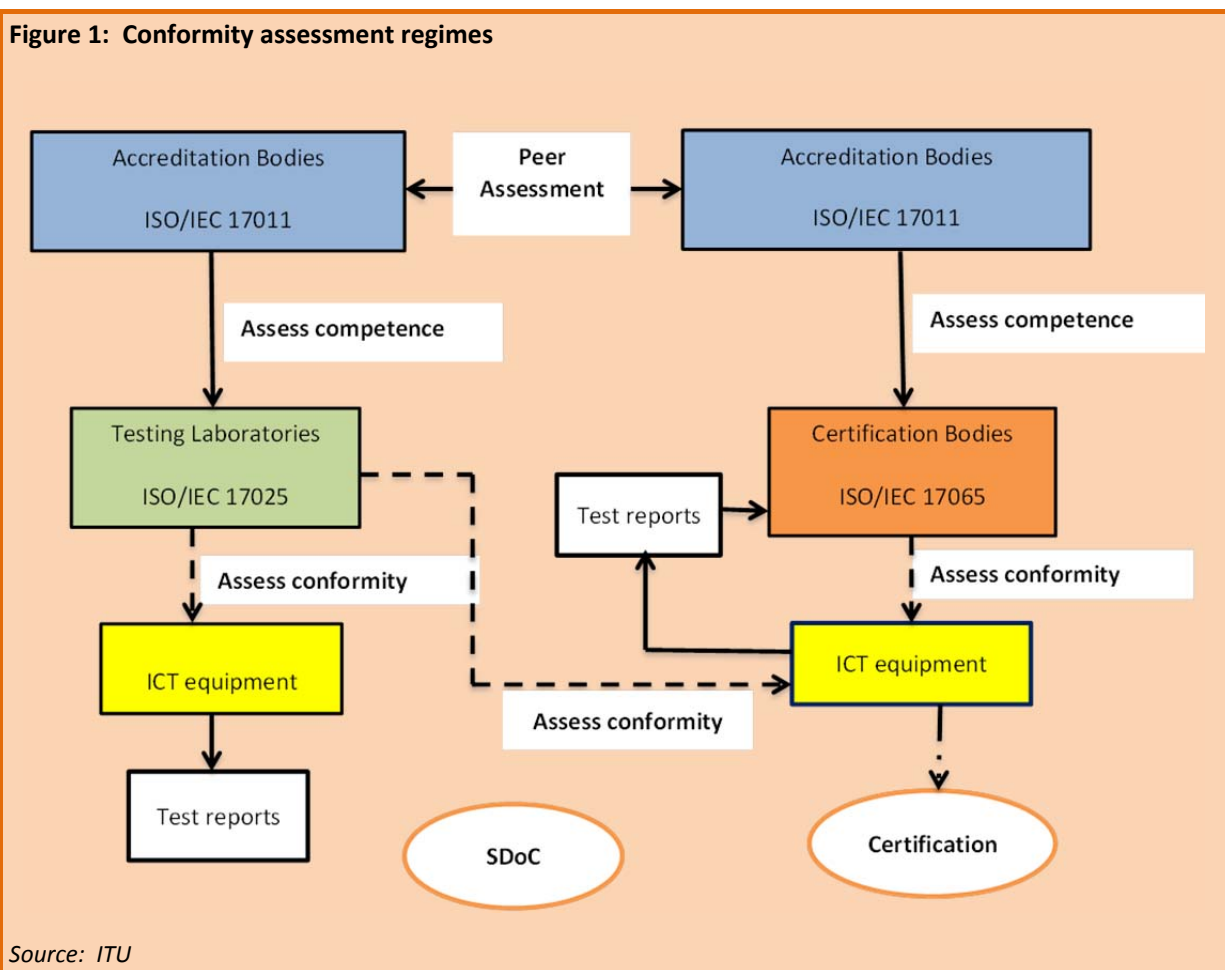 Figure 1:  Conformity assessment regimes
Accreditation Bodies
ISO/IEC 17011
Peer
Assessment
Accreditation Bodies
ISO/IEC 17011
Assess competence
Assess competence
Testing Laboratories
ISO/IEC 17025
Certification Bodies
ISO/IEC 17065
Test reports
Assess conformity
Assess conformity
ICT equipment
ICT equipment
Assess conformity
Test reports
SDoC
Certification
Source:  ITU